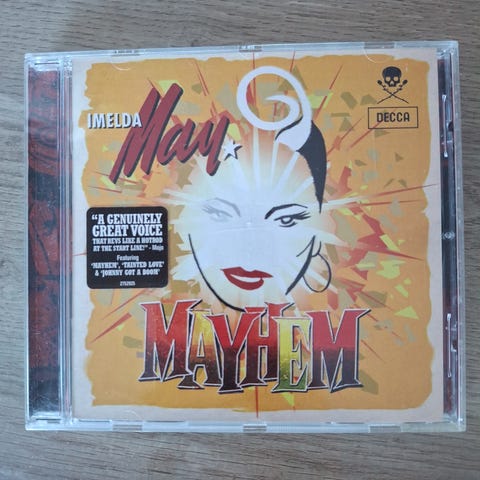 IMELDA
May
DECCA
"A GENUINELY
GREAT VOICE
THAT REVS LIKE A HOTROD
AT THE START LINE!" - Mojo
Featuring
'MAYHEM', 'TAINTED LOVE'
& 'JOHNNY GOT A BOOM'
2752925
MAYHEM